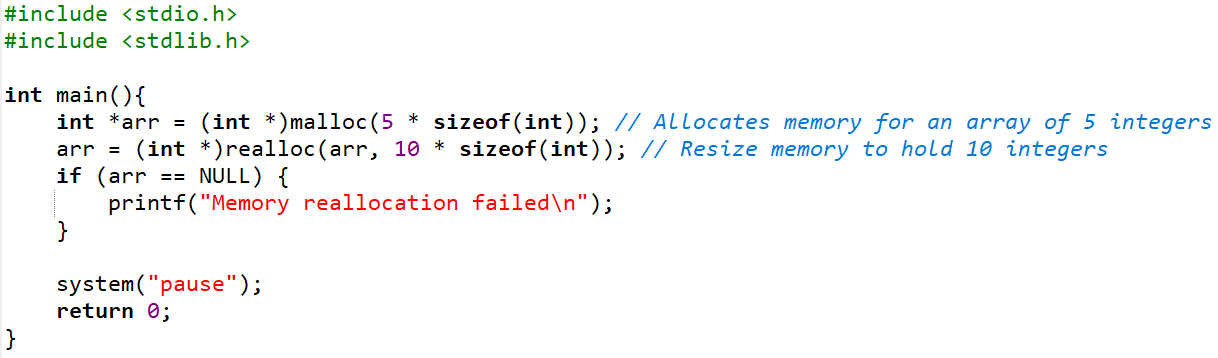 #include <stdio.h>
#include <stdlib.h>

int main(){
    int *arr = (int *)malloc(5 * sizeof(int)); // Allocates memory for an array of 5 integers
    arr = (int *)realloc(arr, 10 * sizeof(int)); // Resize memory to hold 10 integers
    if (arr == NULL) {
        printf("Memory reallocation failed\n");
    }

    system("pause");
    return 0;
}